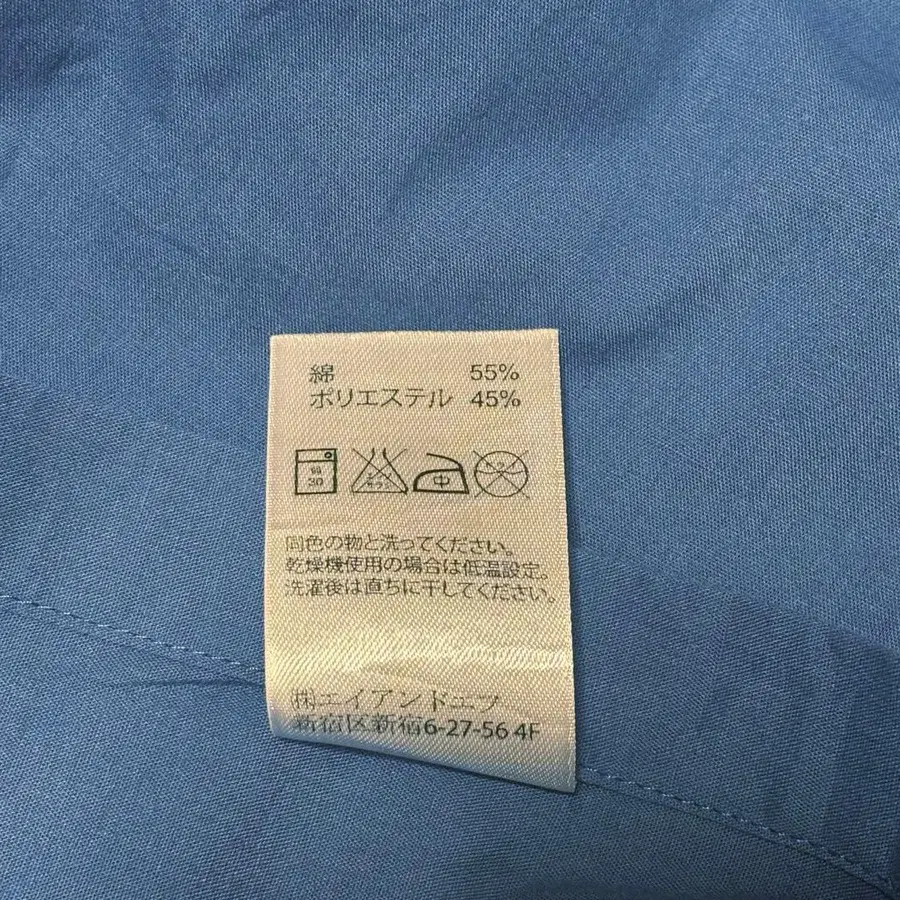 綿 55%
ポリエステル 45%
弱
30
中
同色の物と洗ってください。
乾燥機使用の場合は低温設定。
洗濯後は直ちに干してください。
㈱エイアンドエフ
新宿区新宿6-27-56 4F